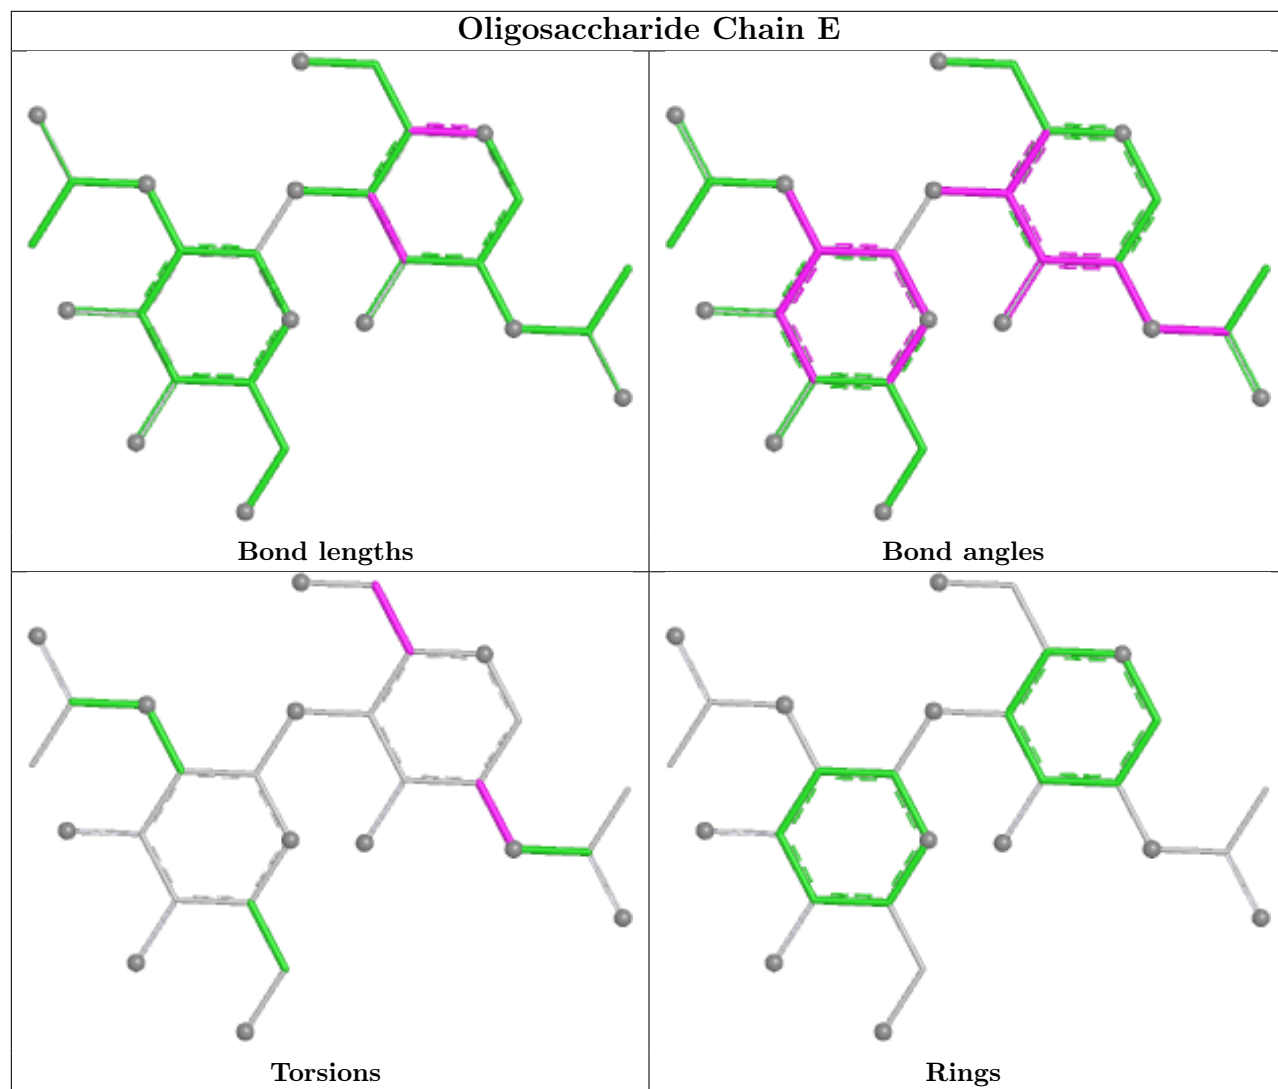 Oligosaccharide Chain E
Bond lengths
Bond angles
Torsions
Rings